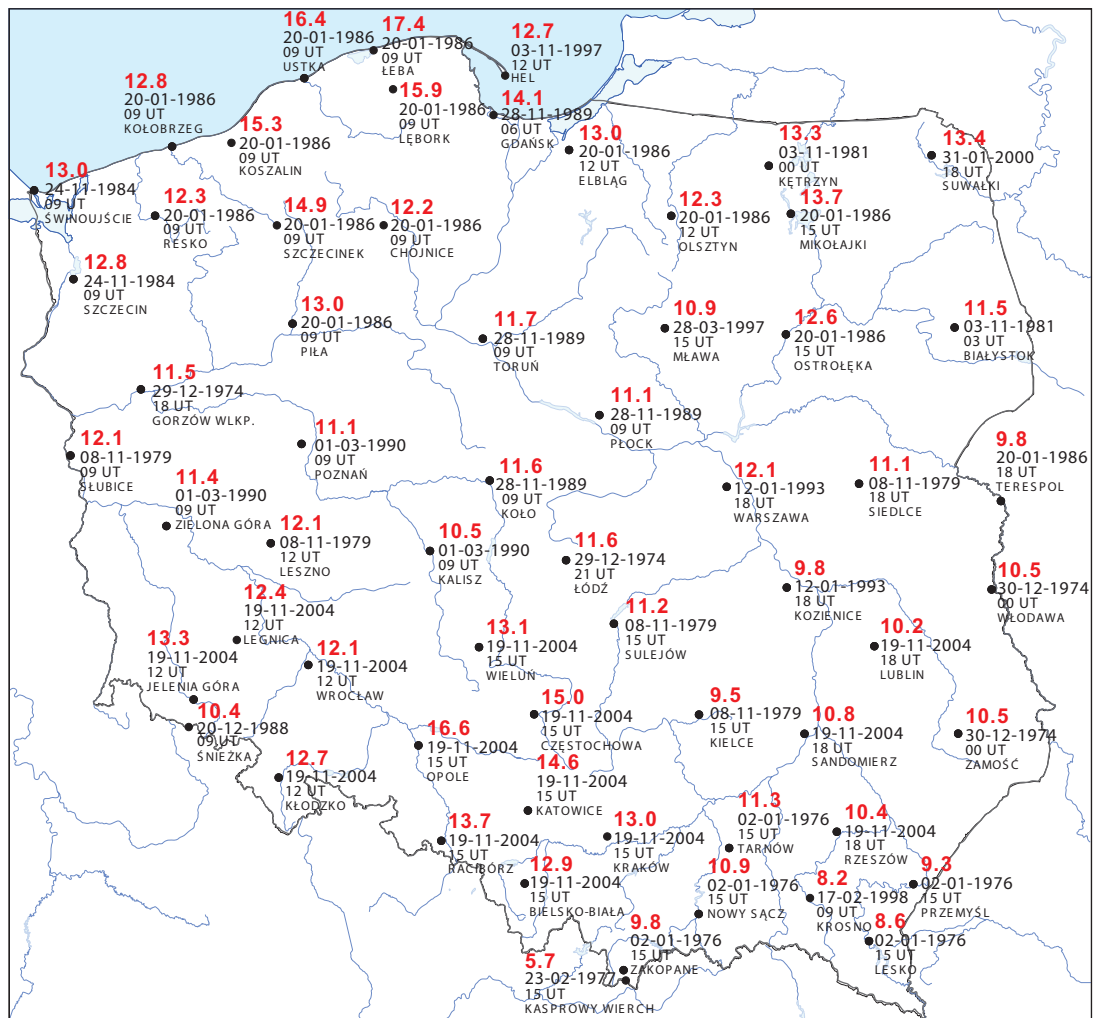 16.4
20-01-1986
09 UT
USTKA
17.4
20-01-1986
09 UT
ŁEBA
12.7
03-11-1997
12 UT
HEL
12.8
20-01-1986
09 UT
KOŁOBRZEG
15.9
20-01-1986
09 UT
LĘBORK
14.1
28-11-1989
06 UT
GDAŃSK
15.3
20-01-1986
09 UT
KOSZALIN
13.0
20-01-1986
12 UT
ELBLĄG
13.3
03-11-1981
00 UT
KĘTRZYN
13.4
31-01-2000
18 UT
SUWAŁKI
13.0
24-11-1984
09 UT
ŚWINOUJŚCIE
12.3
20-01-1986
09 UT
RESKO
14.9
20-01-1986
09 UT
SZCZECINEK
12.2
20-01-1986
09 UT
CHOJNICE
12.3
20-01-1986
12 UT
OLSZTYN
13.7
20-01-1986
15 UT
MIKOŁAJKI
12.8
24-11-1984
09 UT
SZCZECIN
13.0
20-01-1986
09 UT
PIŁA
11.7
28-11-1989
09 UT
TORUŃ
10.9
28-03-1997
15 UT
MŁAWA
12.6
20-01-1986
15 UT
OSTROŁĘKA
11.5
03-11-1981
03 UT
BIAŁYSTOK
11.5
29-12-1974
18 UT
GORZÓW WLKP.
11.1
28-11-1989
09 UT
PŁOCK
12.1
08-11-1979
09 UT
SŁUBICE
11.1
01-03-1990
09 UT
POZNAŃ
9.8
20-01-1986
18 UT
TERESPOL
11.4
01-03-1990
09 UT
ZIELONA GÓRA
11.6
28-11-1989
09 UT
KOŁO
12.1
12-01-1993
18 UT
WARSZAWA
11.1
08-11-1979
18 UT
SIEDLCE
12.1
08-11-1979
12 UT
LESZNO
10.5
01-03-1990
09 UT
KALISZ
11.6
29-12-1974
21 UT
ŁÓDŹ
9.8
12-01-1993
18 UT
KOZIENICE
10.5
30-12-1974
00 UT
WŁODAWA
12.4
19-11-2004
12 UT
LEGNICA
11.2
08-11-1979
15 UT
SULEJÓW
13.3
19-11-2004
12 UT
JELENIA GÓRA
12.1
19-11-2004
12 UT
WROCŁAW
13.1
19-11-2004
15 UT
WIELUŃ
10.2
19-11-2004
18 UT
LUBLIN
10.4
20-12-1988
09 UT
ŚNIEŻKA
15.0
19-11-2004
15 UT
CZĘSTOCHOWA
9.5
08-11-1979
15 UT
KIELCE
10.8
19-11-2004
18 UT
SANDOMIERZ
10.5
30-12-1974
00 UT
ZAMOŚĆ
16.6
19-11-2004
15 UT
OPOLE
12.7
19-11-2004
12 UT
KŁODZKO
14.6
19-11-2004
15 UT
KATOWICE
11.3
02-01-1976
15 UT
TARNÓW
13.7
19-11-2004
15 UT
RACIBÓRZ
13.0
19-11-2004
15 UT
KRAKÓW
10.4
19-11-2004
18 UT
RZESZÓW
12.9
19-11-2004
15 UT
BIELSKO-BIAŁA
10.9
02-01-1976
15 UT
NOWY SĄCZ
8.2
17-02-1998
09 UT
KROSNO
9.3
02-01-1976
15 UT
PRZEMYŚL
9.8
02-01-1976
15 UT
ZAKOPANE
8.6
02-01-1976
15 UT
LESKO
5.7
23-02-1977
15 UT
KASPROWY WIERCH